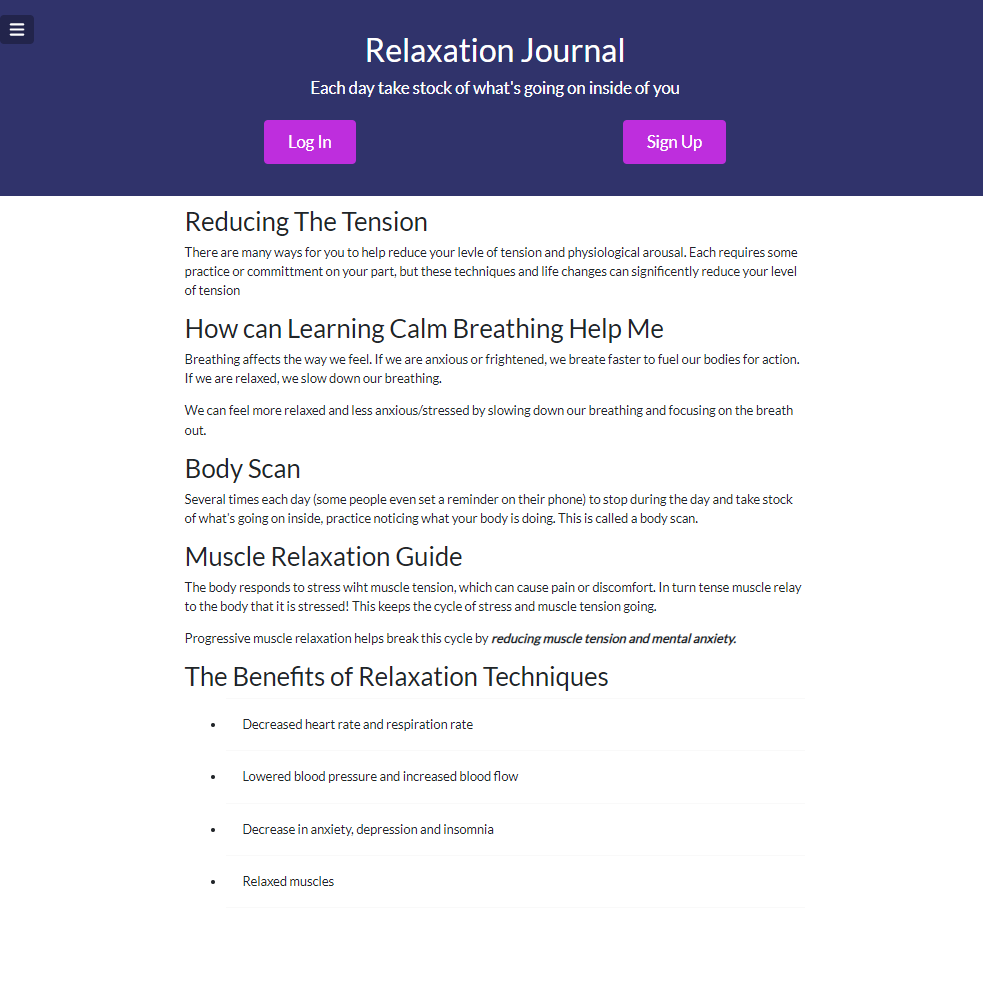 Relaxation Journal
Each day take stock of what's going on inside of you
Log In
Sign Up
Reducing The Tension
There are many ways for you to help reduce your levle of tension and physiological arousal. Each requires some
practice or committment on your part, but these techniques and life changes can significently reduce your level
of tension
How can Learning Calm Breathing Help Me
Breathing affects the way we feel. If we are anxious or frightened, we breate faster to fuel our bodies for action.
If we are relaxed, we slow down our breathing.
We can feel more relaxed and less anxious/stressed by slowing down our breathing and focusing on the breath
out.
Body Scan
Several times each day (some people even set a reminder on their phone) to stop during the day and take stock
of what's going on inside, practice noticing what your body is doing. This is called a body scan.
Muscle Relaxation Guide
The body responds to stress wiht muscle tension, which can cause pain or discomfort. In turn tense muscle relay
to the body that it is stressed! This keeps the cycle of stress and muscle tension going.
Progressive muscle relaxation helps break this cycle by reducing muscle tension and mental anxiety.
The Benefits of Relaxation Techniques
• Decreased heart rate and respiration rate
• Lowered blood pressure and increased blood flow
• Decrease in anxiety, depression and insomnia
• Relaxed muscles